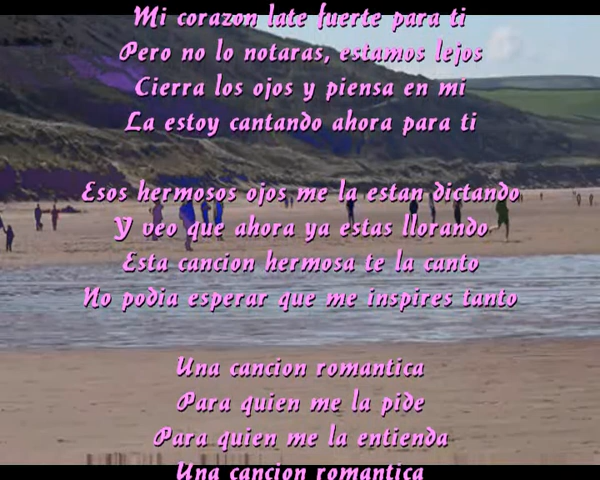 Mi corazon late fuerte para ti
Pero no lo notaras, estamos lejos
Cierra los ojos y piensa en mi
La estoy cantando ahora para ti
Esos hermosos ojos me la estan dictando
Y veo que ahora ya estas llorando
Esta cancion hermosa te la canto
No podia esperar que me inspires tanto
Una cancion romantica
Para quien me la pide
Para quien me la entienda
Una cancion romantica